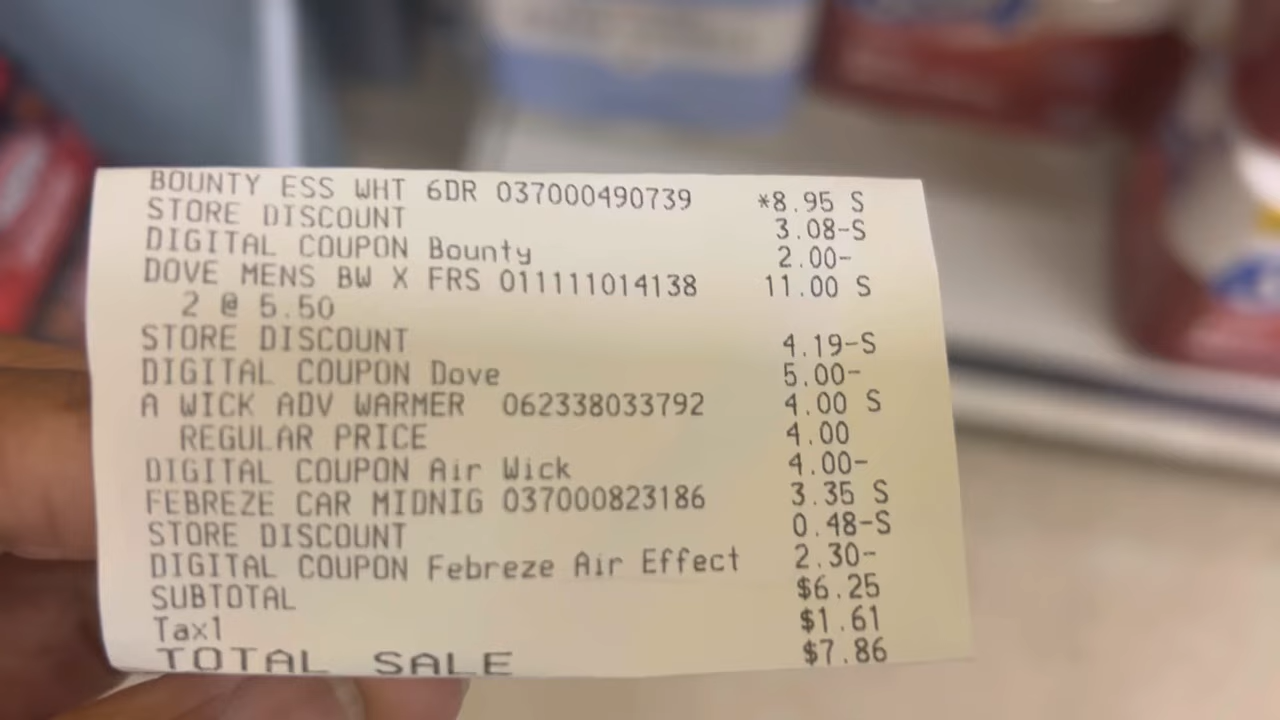 BOUNTY ESS WHT 6DR 037000490739 *8.95 S
STORE DISCOUNT 3.08-S
DIGITAL COUPON Bounty 2.00-
DOVE MENS BW X FRS 011111014138 11.00 S
2 @ 5.50
STORE DISCOUNT 4.19-S
DIGITAL COUPON Dove 5.00-
A WICK ADV WARMER 062338033792 4.00 S
REGULAR PRICE 4.00
DIGITAL COUPON Air Wick 4.00-
FEBREZE CAR MIDNIG 037000823186 3.35 S
STORE DISCOUNT 0.48-S
DIGITAL COUPON Febreze Air Effect 2.30-
SUBTOTAL $6.25
Tax1 $1.61
TOTAL SALE $7.86